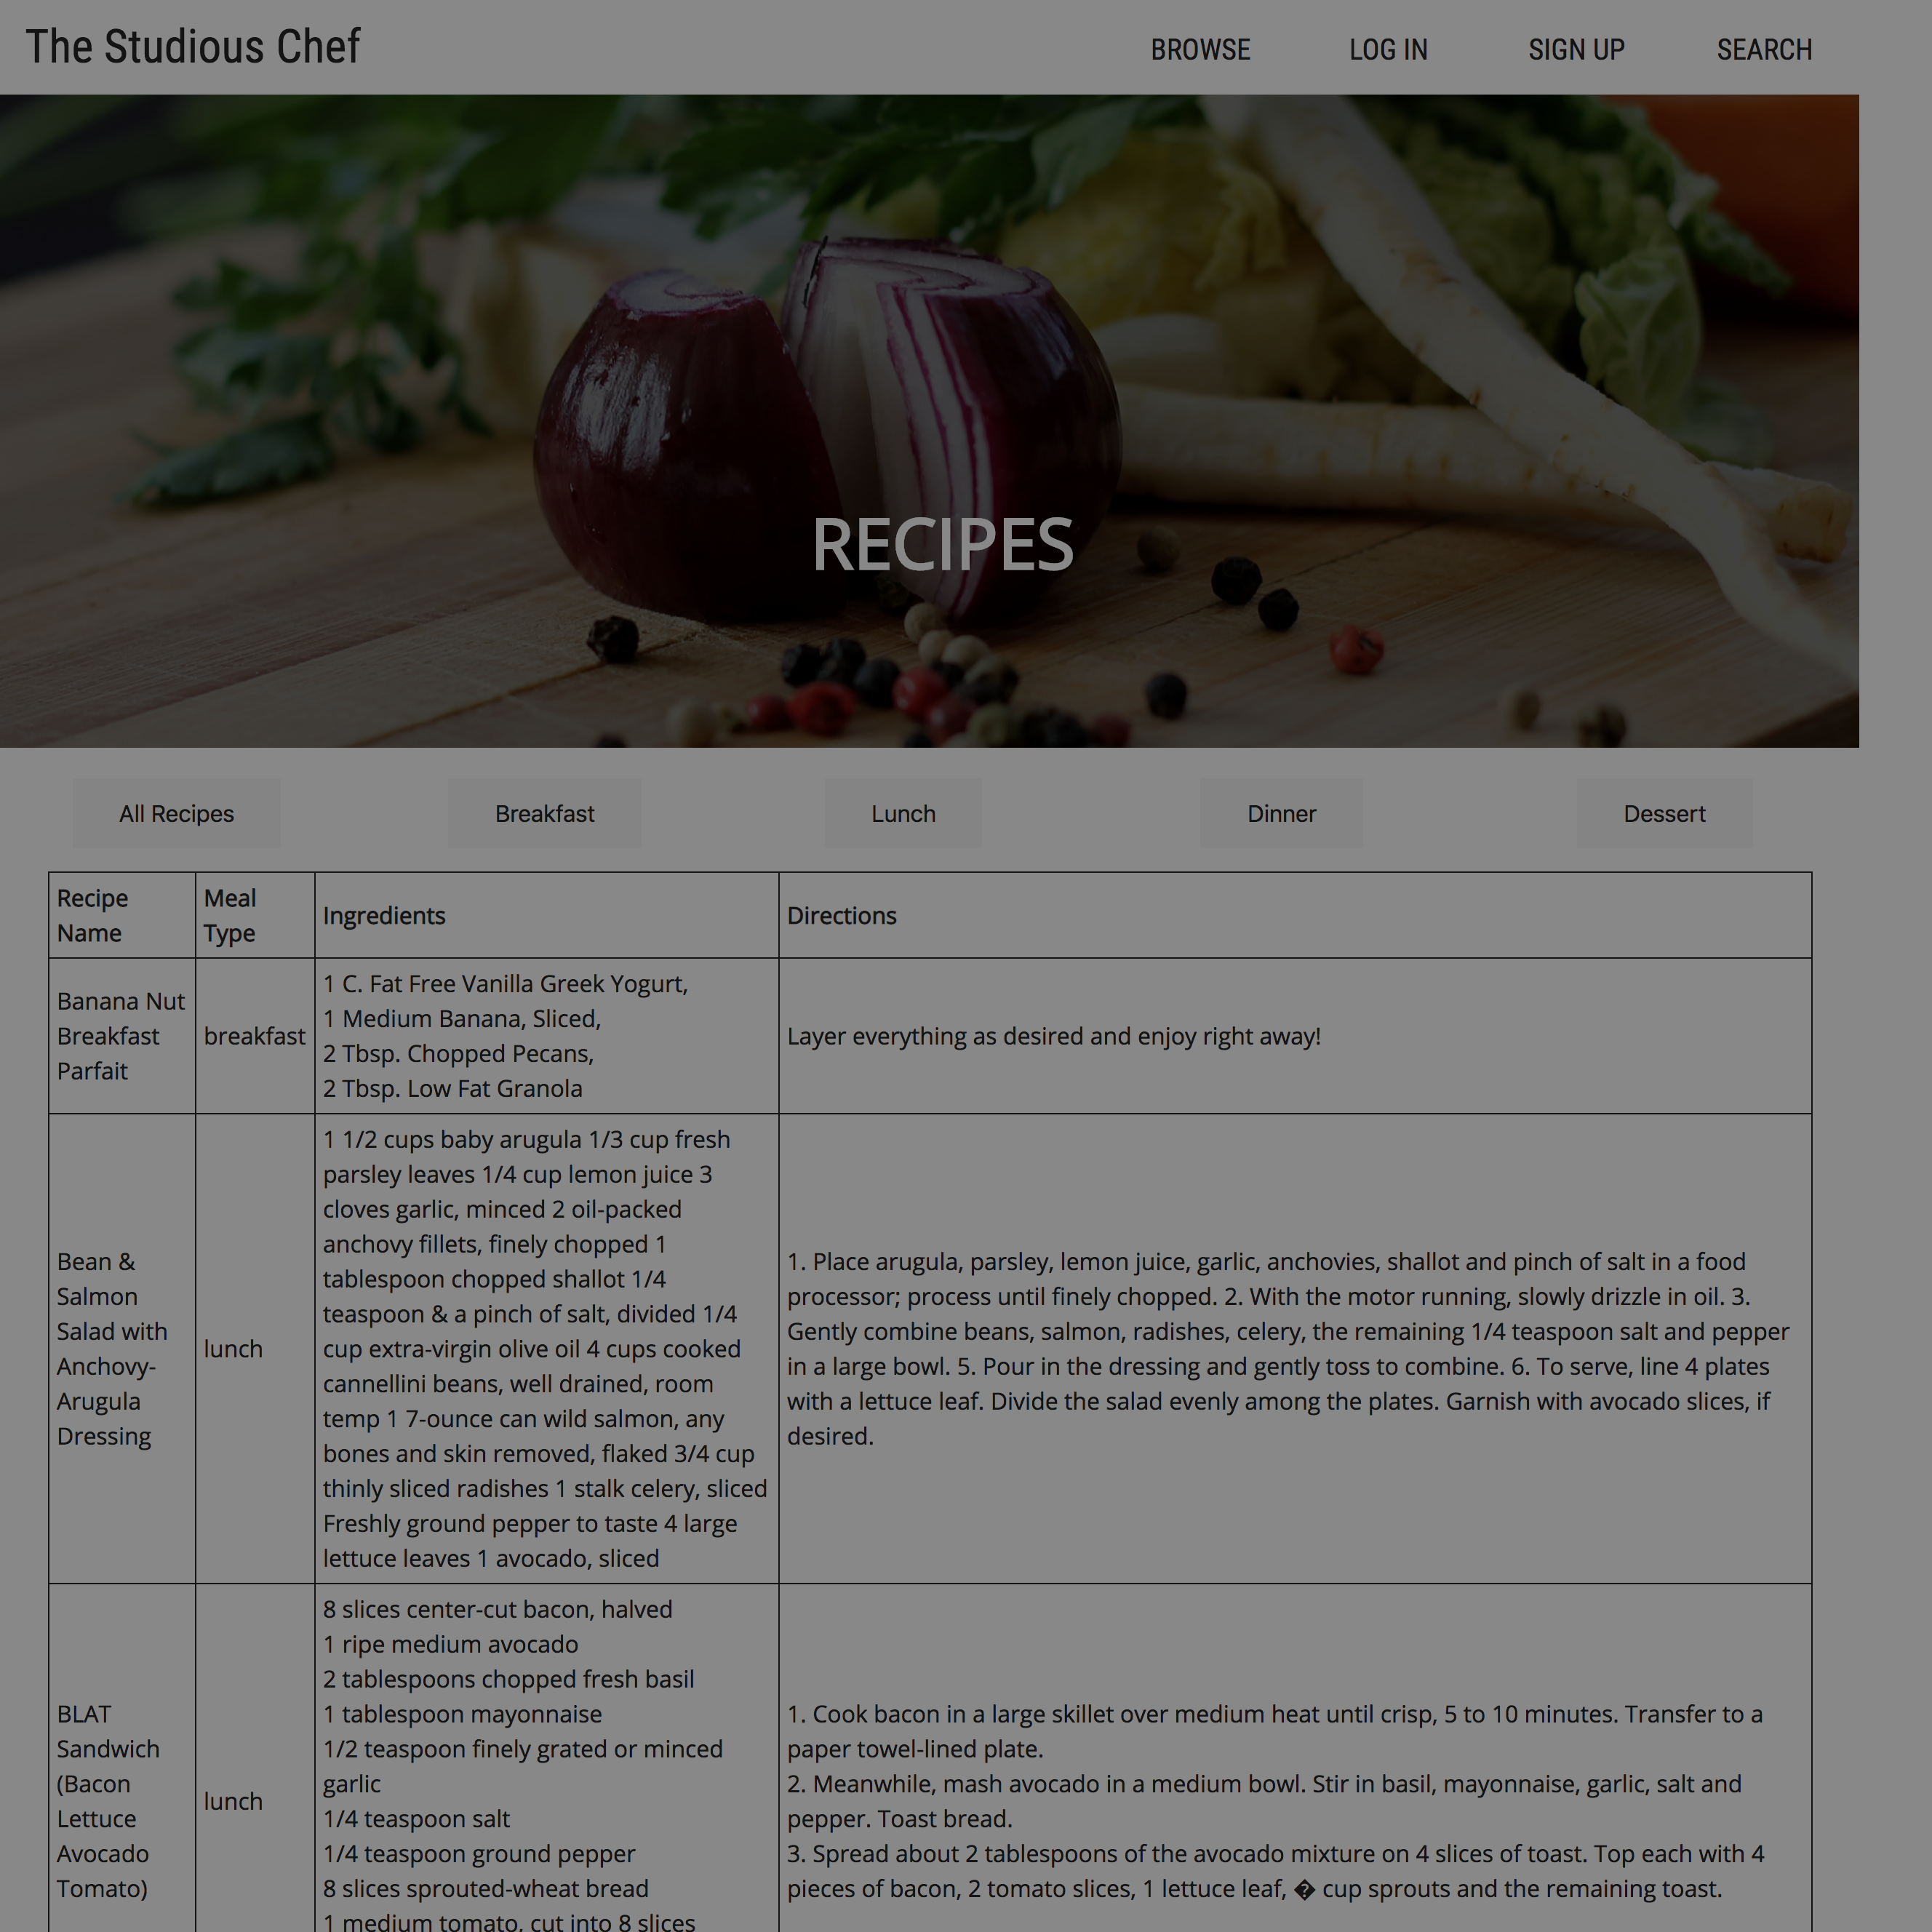 The Studious Chef
BROWSE
LOG IN
SIGN UP
SEARCH
RECIPES
All Recipes
Breakfast
Lunch
Dinner
Dessert
Recipe
Name
Meal
Type
Ingredients
Directions
Banana Nut
Breakfast
Parfait
breakfast
1 C. Fat Free Vanilla Greek Yogurt,
1 Medium Banana, Sliced,
2 Tbsp. Chopped Pecans,
2 Tbsp. Low Fat Granola
Layer everything as desired and enjoy right away!
Bean &
Salmon
Salad with
Anchovy-
Arugula
Dressing
lunch
1 1/2 cups baby arugula 1/3 cup fresh
parsley leaves 1/4 cup lemon juice 3
cloves garlic, minced 2 oil-packed
anchovy fillets, finely chopped 1
tablespoon chopped shallot 1/4
teaspoon & a pinch of salt, divided 1/4
cup extra-virgin olive oil 4 cups cooked
cannellini beans, well drained, room
temp 1 7-ounce can wild salmon, any
bones and skin removed, flaked 3/4 cup
thinly sliced radishes 1 stalk celery, sliced
Freshly ground pepper to taste 4 large
lettuce leaves 1 avocado, sliced
1. Place arugula, parsley, lemon juice, garlic, anchovies, shallot and pinch of salt in a food
processor; process until finely chopped. 2. With the motor running, slowly drizzle in oil. 3.
Gently combine beans, salmon, radishes, celery, the remaining 1/4 teaspoon salt and pepper
in a large bowl. 5. Pour in the dressing and gently toss to combine. 6. To serve, line 4 plates
with a lettuce leaf. Divide the salad evenly among the plates. Garnish with avocado slices, if
desired.
BLAT
Sandwich
(Bacon
Lettuce
Avocado
Tomato)
lunch
8 slices center-cut bacon, halved
1 ripe medium avocado
2 tablespoons chopped fresh basil
1 tablespoon mayonnaise
1/2 teaspoon finely grated or minced
garlic
1/4 teaspoon salt
1/4 teaspoon ground pepper
8 slices sprouted-wheat bread
1 medium tomato, cut into 8 slices
1. Cook bacon in a large skillet over medium heat until crisp, 5 to 10 minutes. Transfer to a
paper towel-lined plate.
2. Meanwhile, mash avocado in a medium bowl. Stir in basil, mayonnaise, garlic, salt and
pepper. Toast bread.
3. Spread about 2 tablespoons of the avocado mixture on 4 slices of toast. Top each with 4
pieces of bacon, 2 tomato slices, 1 lettuce leaf, � cup sprouts and the remaining toast.